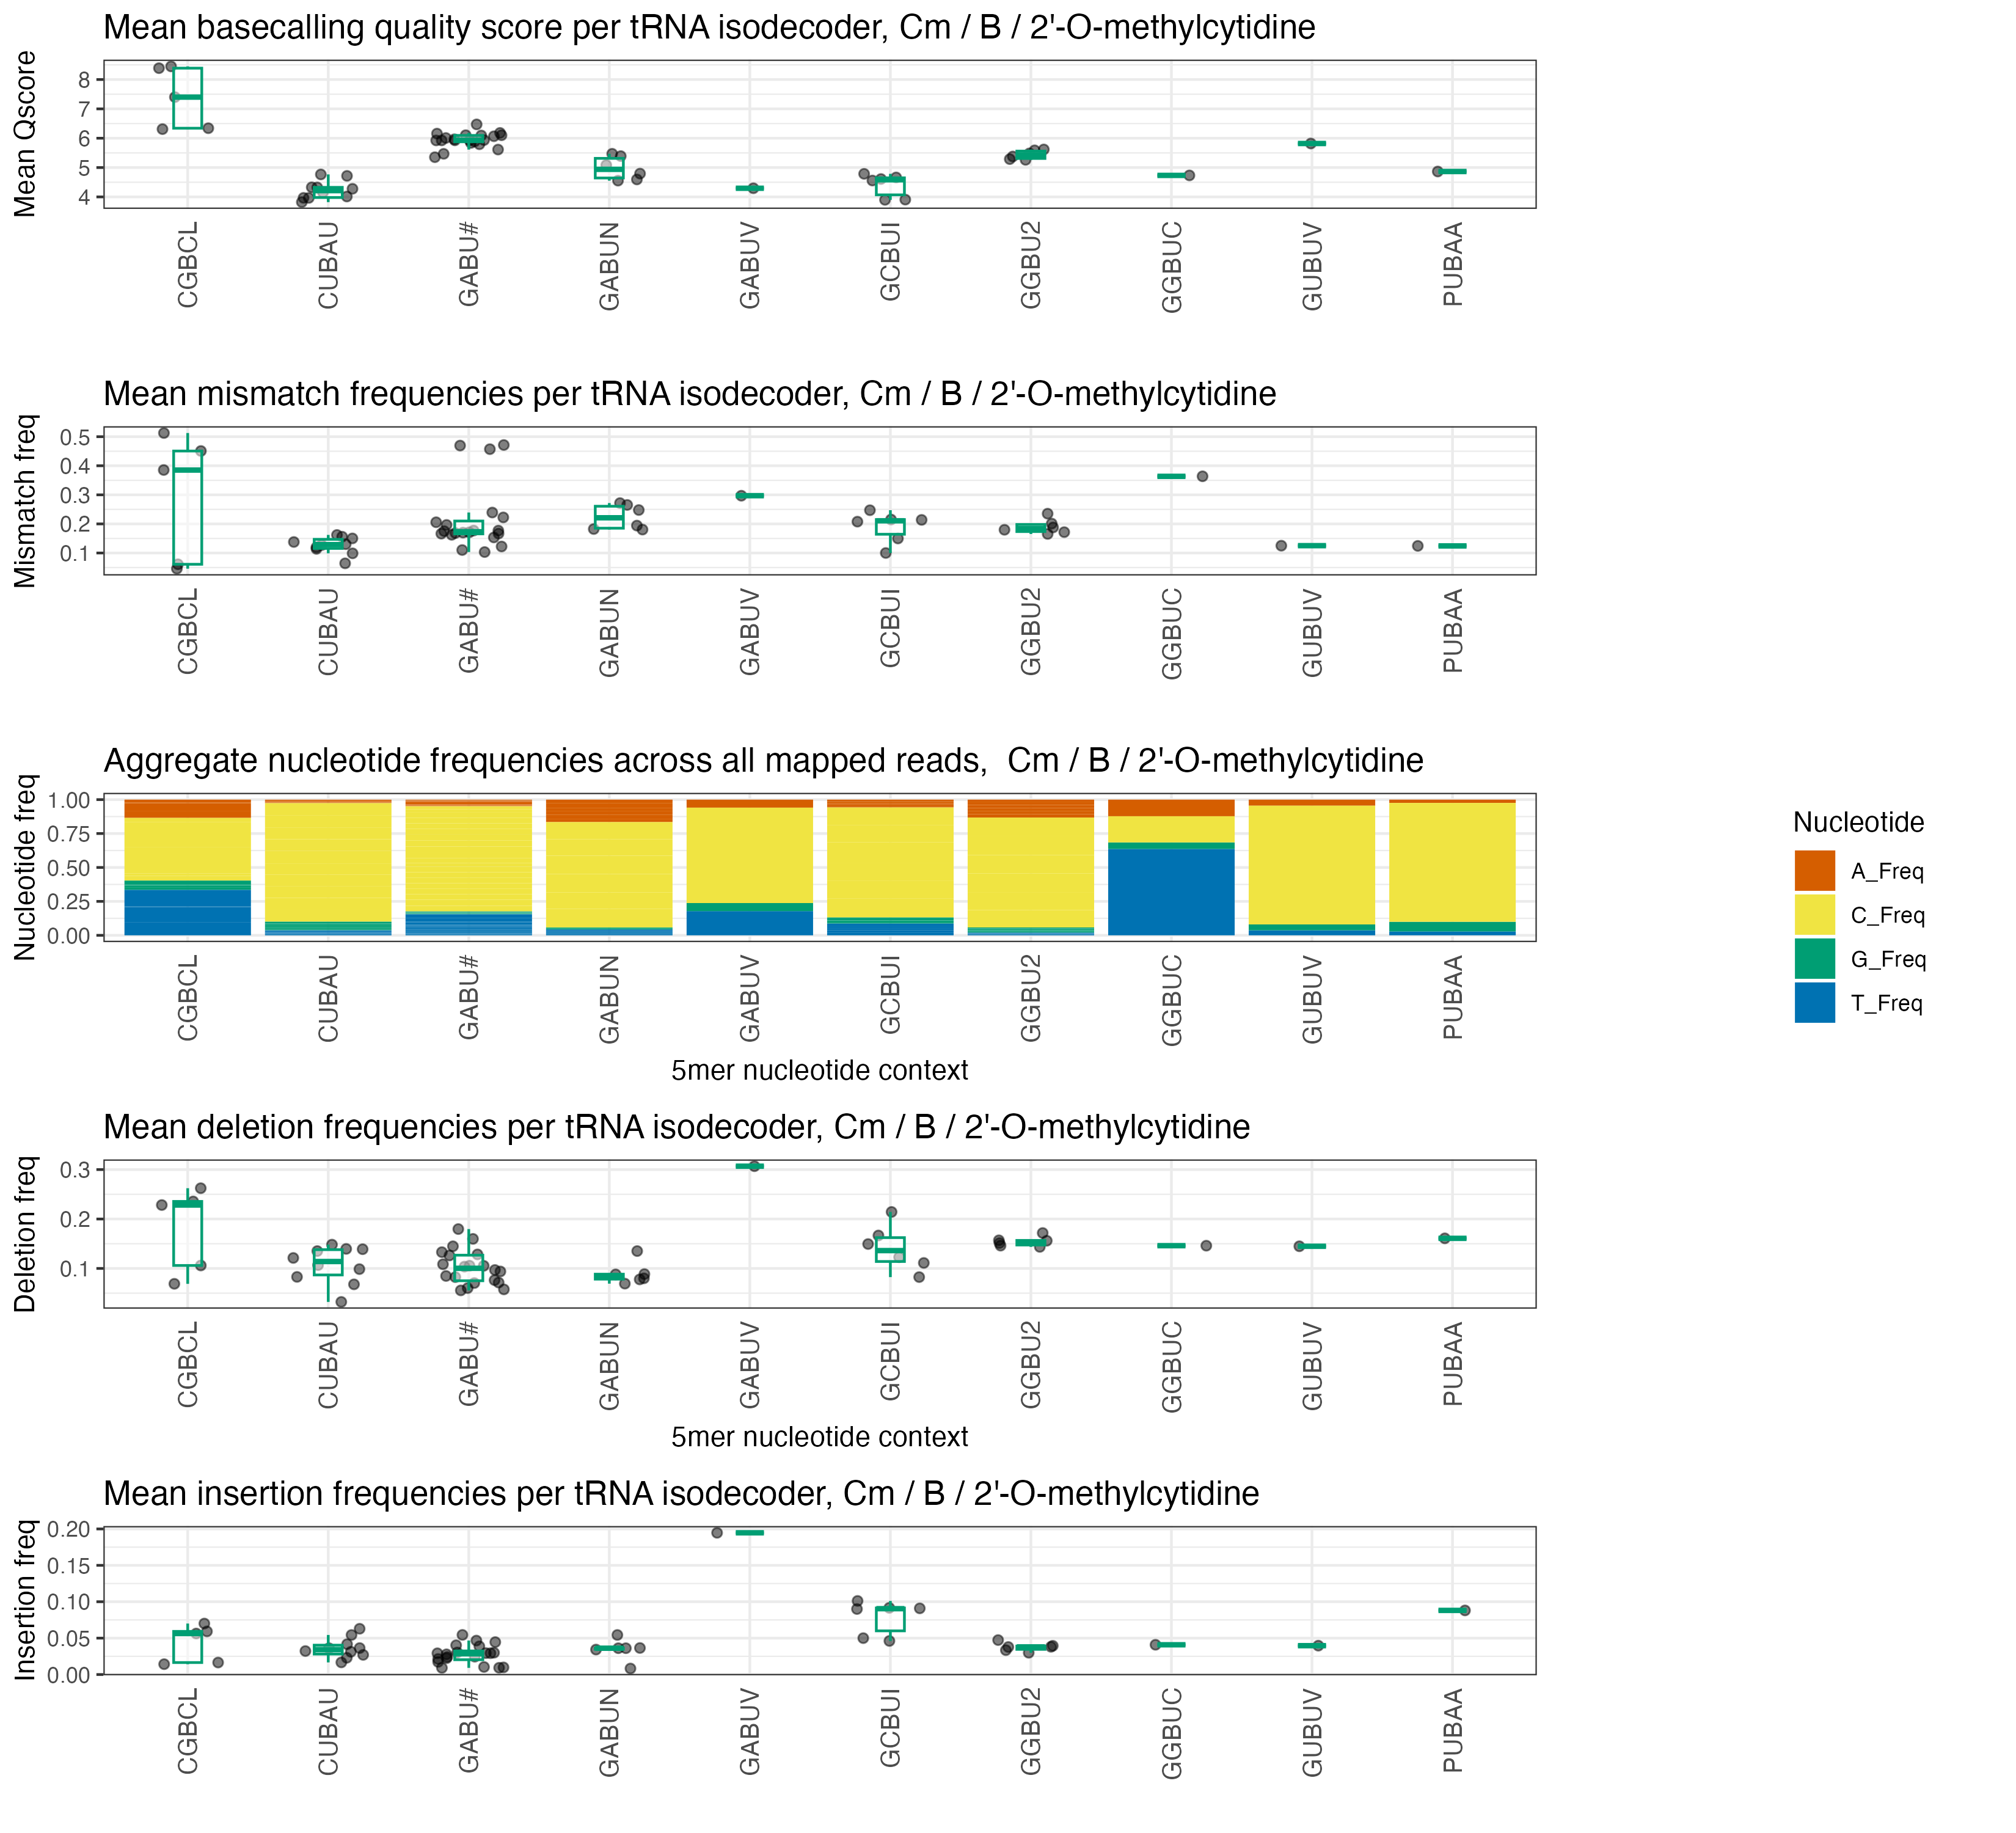 Mean basecalling quality score per tRNA isodecoder, Cm / B / 2'-O-methylcytidine
Mean Qscore
8
7
6
5
4
CGBCL CUBAU GABU# GABUN GABUV GCBUI GGBU2 GGBUC GUBUV PUBAA
Mean mismatch frequencies per tRNA isodecoder, Cm / B / 2'-O-methylcytidine
Mismatch freq
0.5
0.4
0.3
0.2
0.1
CGBCL CUBAU GABU# GABUN GABUV GCBUI GGBU2 GGBUC GUBUV PUBAA
Aggregate nucleotide frequencies across all mapped reads,  Cm / B / 2'-O-methylcytidine
Nucleotide freq
1.00
0.75
0.50
0.25
0.00
CGBCL CUBAU GABU# GABUN GABUV GCBUI GGBU2 GGBUC GUBUV PUBAA
5mer nucleotide context
Nucleotide
A_Freq
C_Freq
G_Freq
T_Freq
Mean deletion frequencies per tRNA isodecoder, Cm / B / 2'-O-methylcytidine
Deletion freq
0.3
0.2
0.1
CGBCL CUBAU GABU# GABUN GABUV GCBUI GGBU2 GGBUC GUBUV PUBAA
5mer nucleotide context
Mean insertion frequencies per tRNA isodecoder, Cm / B / 2'-O-methylcytidine
Insertion freq
0.20
0.15
0.10
0.05
0.00
CGBCL CUBAU GABU# GABUN GABUV GCBUI GGBU2 GGBUC GUBUV PUBAA